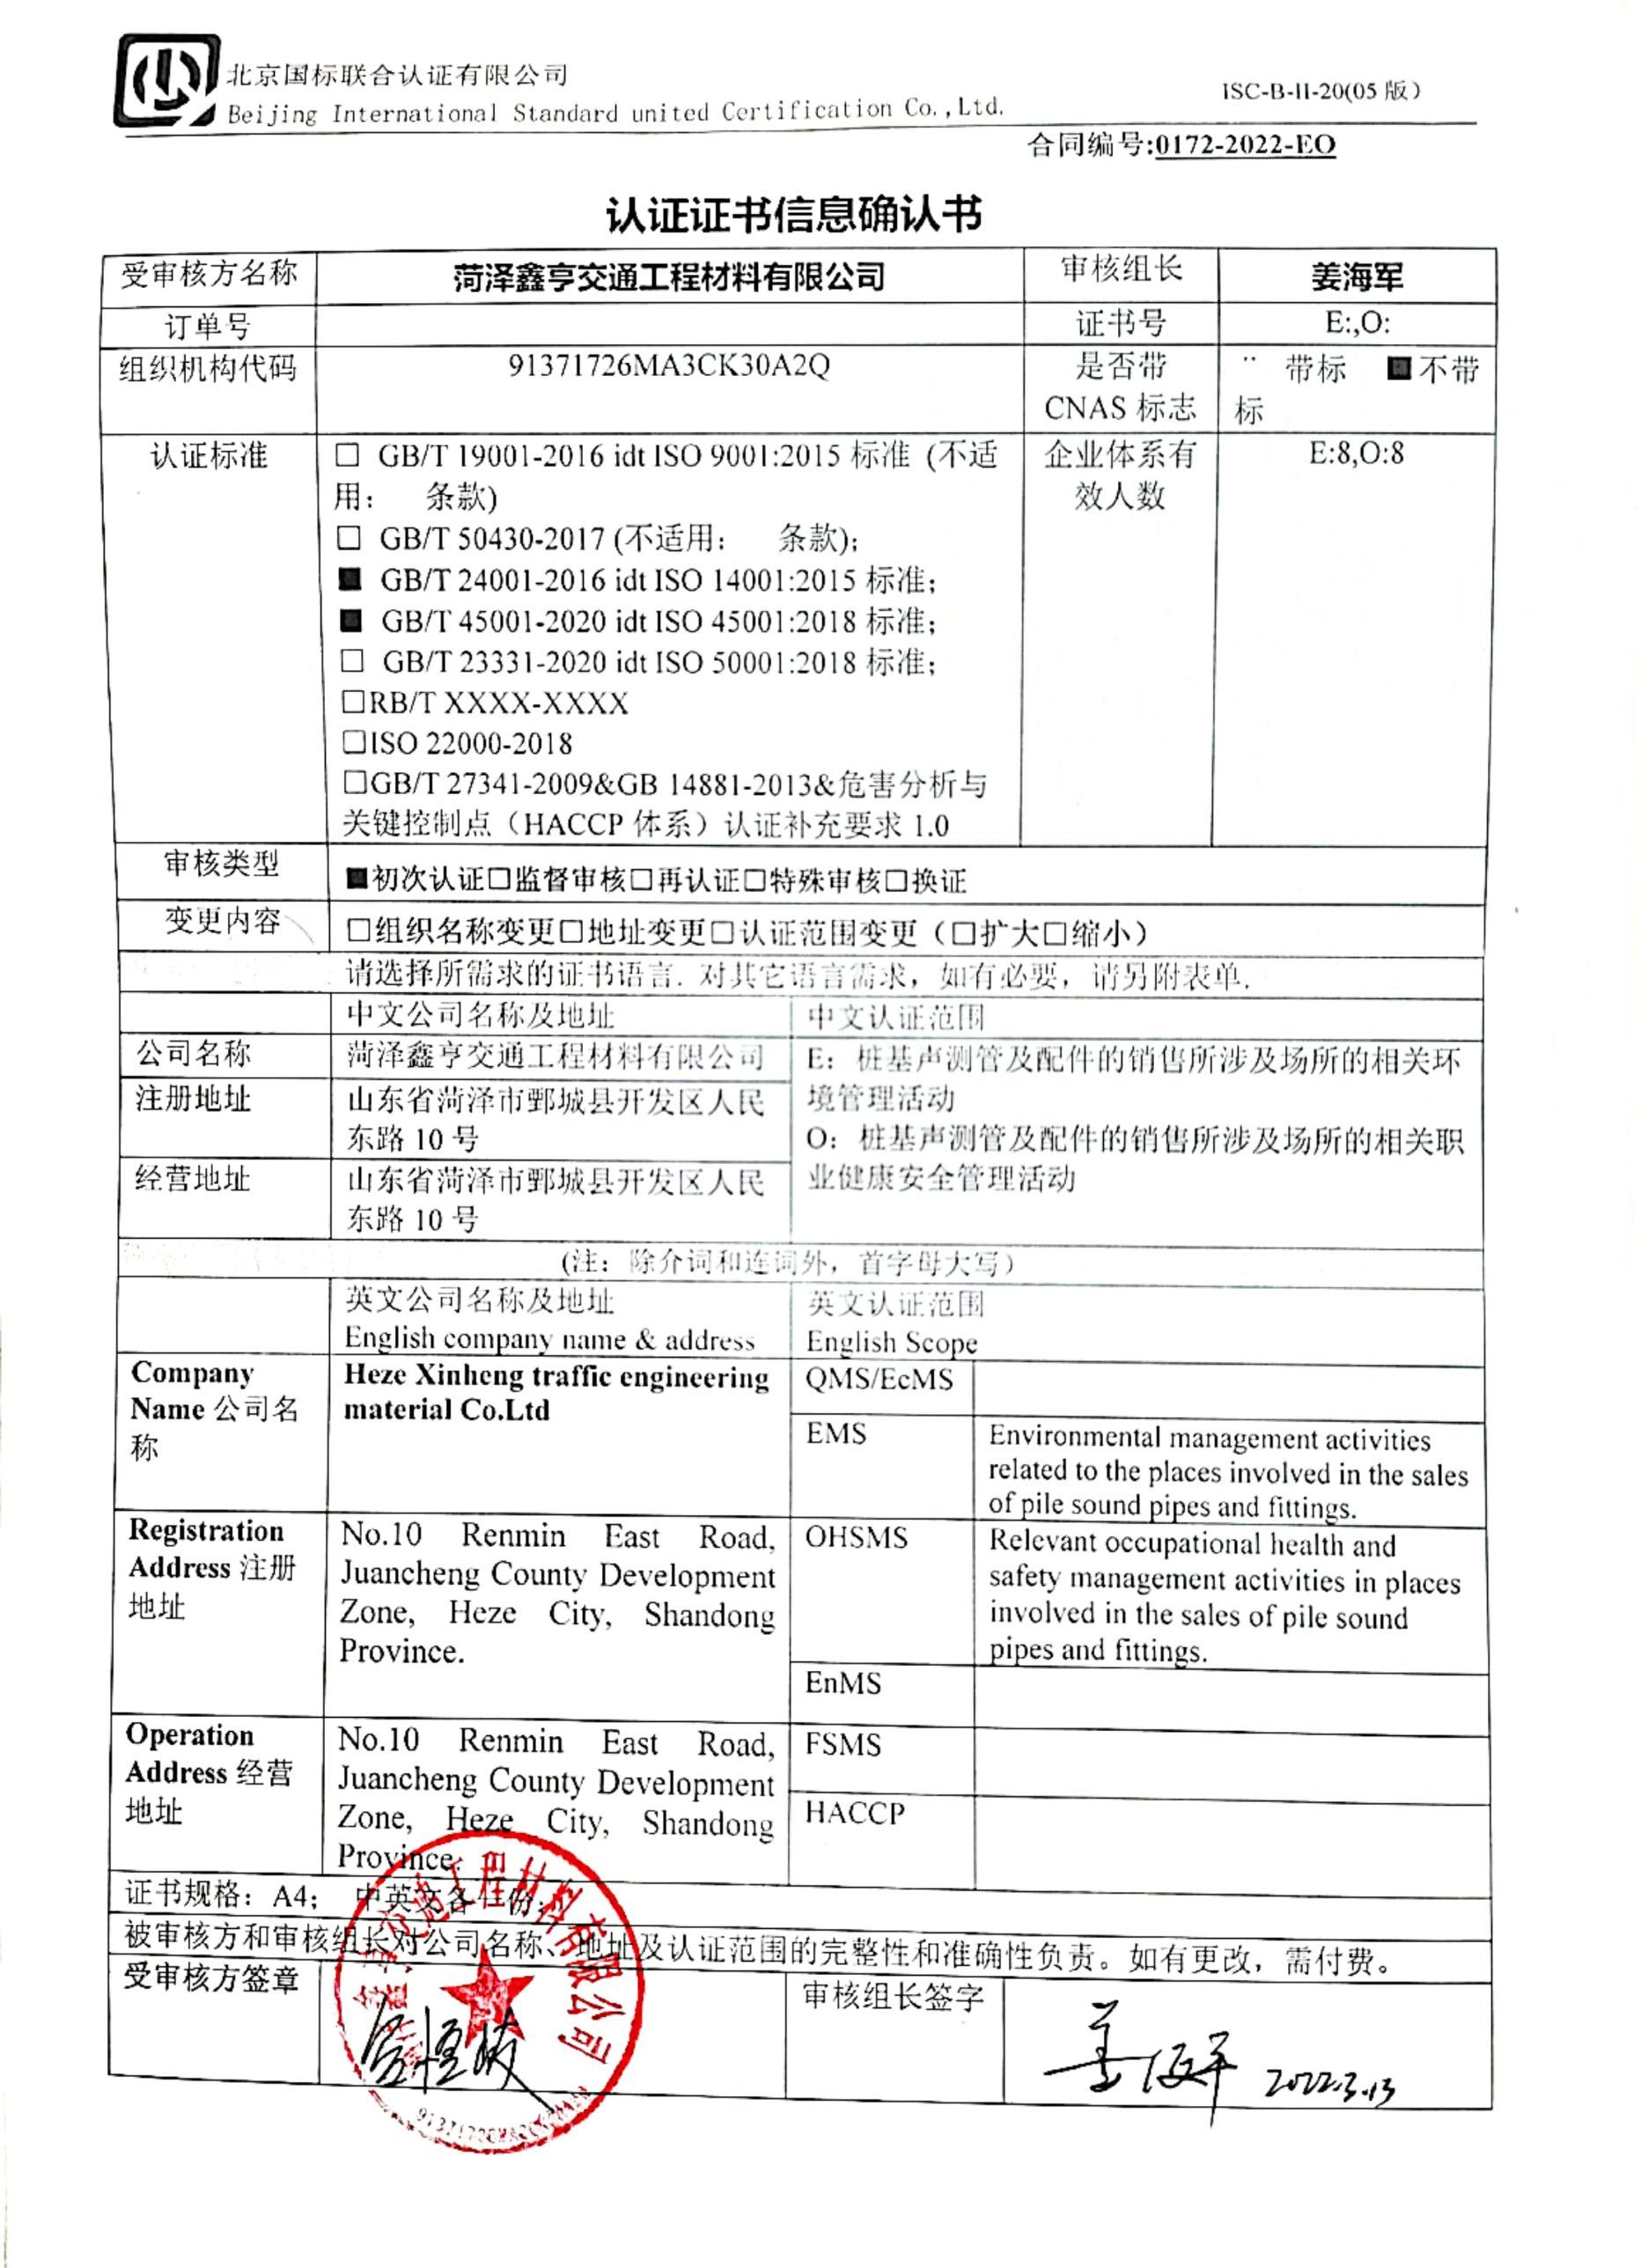 北京国标联合认证有限公司
Beijing International Standard united Certification Co.,Ltd.
ISC-B-II-20(05 版)
合同编号:0172-2022-EO
认证证书信息确认书
受审核方名称 菏泽鑫亨交通工程材料有限公司 审核组长 姜海军
订单号 证书号 E:,O:
组织机构代码 91371726MA3CK30A2Q 是否带 ¨ 带标 ■不带
CNAS 标志 标
认证标准 □ GB/T 19001-2016 idt ISO 9001:2015 标准 (不适 企业体系有 E:8,O:8
用： 条款) 效人数
□ GB/T 50430-2017 (不适用： 条款);
■ GB/T 24001-2016 idt ISO 14001:2015 标准；
■ GB/T 45001-2020 idt ISO 45001:2018 标准；
□ GB/T 23331-2020 idt ISO 50001:2018 标准；
□RB/T XXXX-XXXX
□ISO 22000-2018
□GB/T 27341-2009&GB 14881-2013&危害分析与
关键控制点（HACCP 体系）认证补充要求 1.0
审核类型 ■初次认证□监督审核□再认证□特殊审核□换证
变更内容 □组织名称变更□地址变更□认证范围变更（□扩大□缩小）
请选择所需求的证书语言. 对其它语言需求，如有必要，请另附表单.
中文公司名称及地址 中文认证范围
公司名称 菏泽鑫亨交通工程材料有限公司 E：桩基声测管及配件的销售所涉及场所的相关环
注册地址 山东省菏泽市鄄城县开发区人民 境管理活动
东路 10 号 O：桩基声测管及配件的销售所涉及场所的相关职
经营地址 山东省菏泽市鄄城县开发区人民 业健康安全管理活动
东路 10 号
(注：除介词和连词外，首字母大写)
英文公司名称及地址 英文认证范围
English company name & address English Scope
Company Heze Xinheng traffic engineering QMS/EcMS
Name 公司名 material Co.Ltd
称 EMS Environmental management activities
related to the places involved in the sales
of pile sound pipes and fittings.
Registration No.10 Renmin East Road, OHSMS Relevant occupational health and
Address 注册 Juancheng County Development safety management activities in places
地址 Zone, Heze City, Shandong involved in the sales of pile sound
Province. pipes and fittings.
EnMS
Operation No.10 Renmin East Road, FSMS
Address 经营 Juancheng County Development
地址 Zone, Heze City, Shandong HACCP
Province.
证书规格：A4； 中英文各一份；
被审核方和审核组长对公司名称、地址及认证范围的完整性和准确性负责。如有更改，需付费。
受审核方签章 审核组长签字
工程材料有限公司
姜海军 2022.3.13